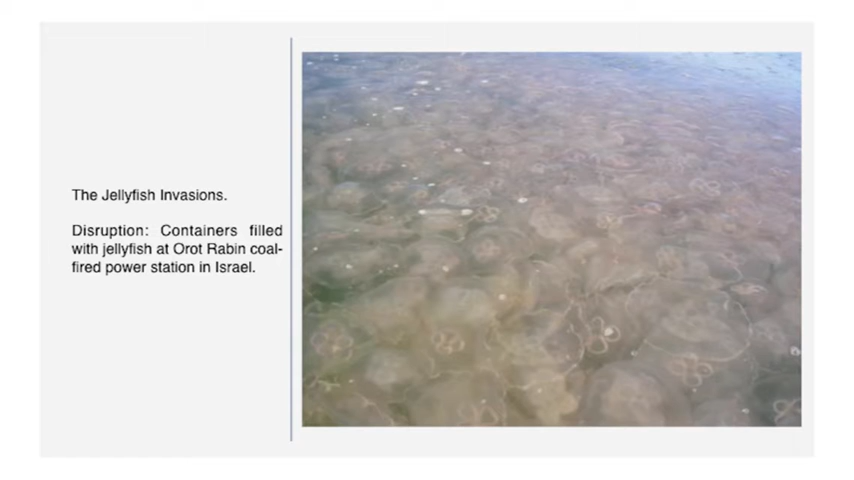 The Jellyfish Invasions.
Disruption: Containers filled
with jellyfish at Orot Rabin coal-
fired power station in Israel.